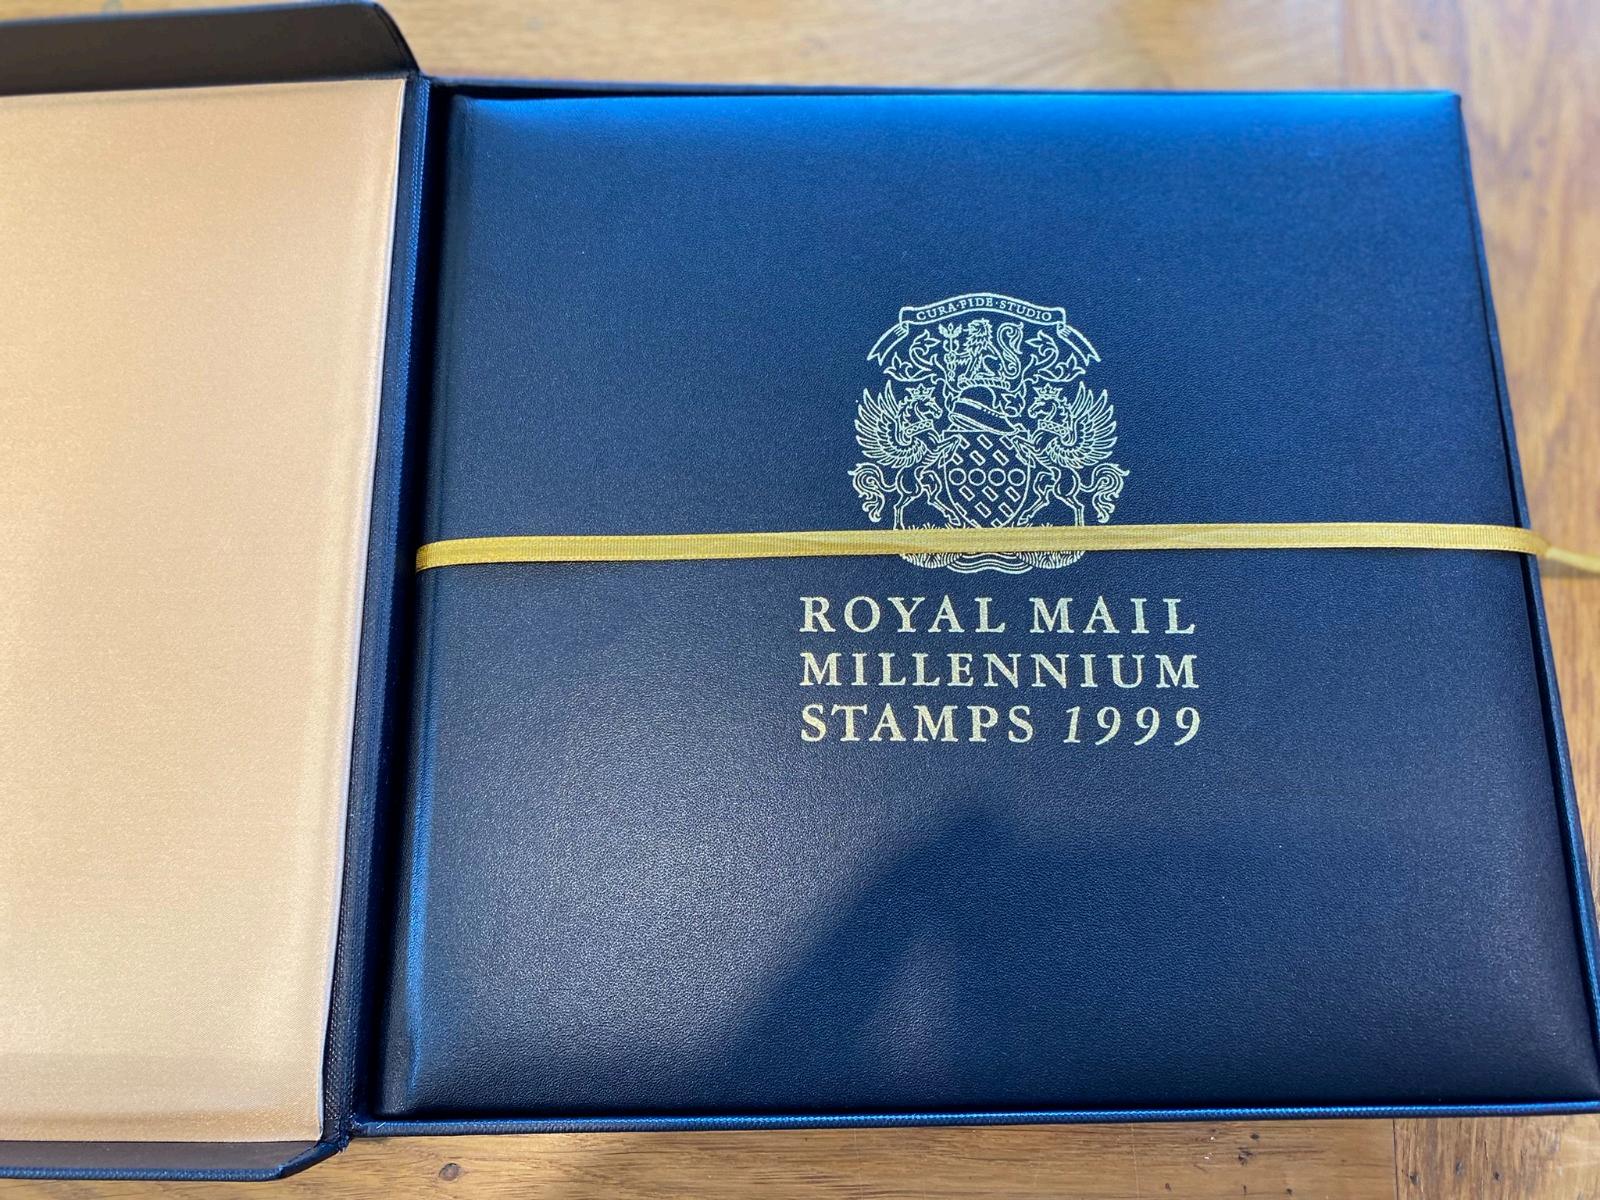 CURA·FIDE·STUDIO
ROYAL MAIL
MILLENNIUM
STAMPS 1999